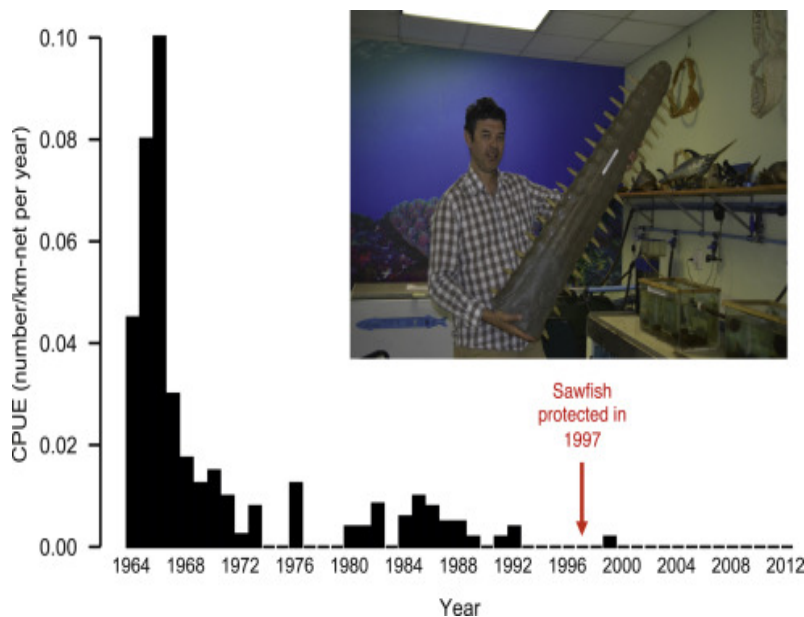 CPUE (number/km-net per year)
0.10
0.08
0.06
0.04
0.02
0.00
Sawfish
protected in
1997
1964 1968 1972 1976 1980 1984 1988 1992 1996 2000 2004 2008 2012
Year